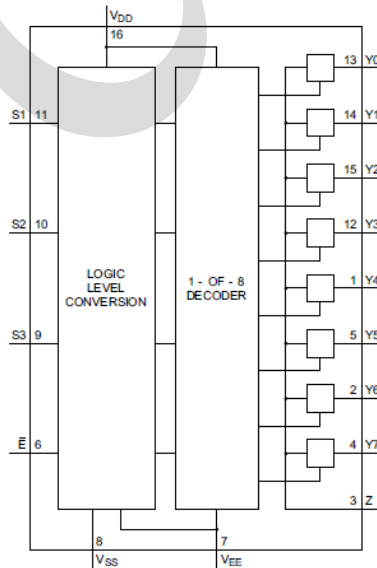 VDD
16
13 Y0
S1 11
14 Y1
15 Y2
S2 10
12 Y3
LOGIC
LEVEL
CONVERSION
1 - OF - 8
DECODER
1 Y4
S3 9
5 Y5
2 Y6
E̅ 6
4 Y7
3 Z
8
7
VSS
VEE